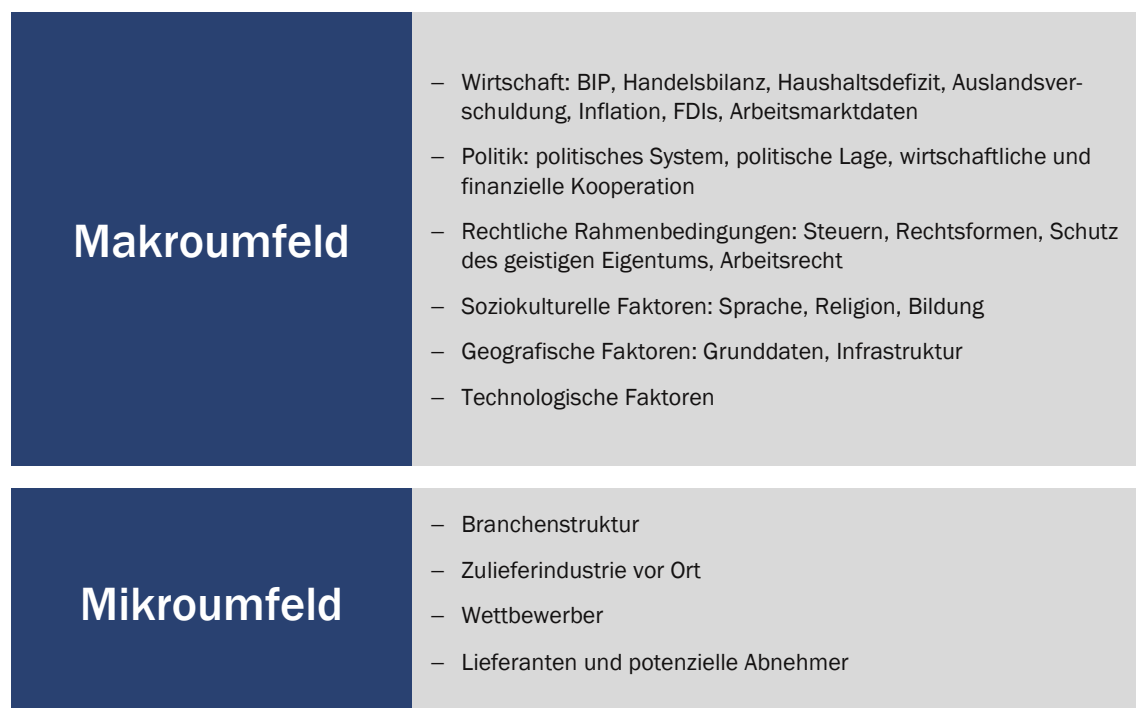 Makroumfeld
– Wirtschaft: BIP, Handelsbilanz, Haushaltsdefizit, Auslandsver-
schuldung, Inflation, FDIs, Arbeitsmarktdaten
– Politik: politisches System, politische Lage, wirtschaftliche und
finanzielle Kooperation
– Rechtliche Rahmenbedingungen: Steuern, Rechtsformen, Schutz
des geistigen Eigentums, Arbeitsrecht
– Soziokulturelle Faktoren: Sprache, Religion, Bildung
– Geografische Faktoren: Grunddaten, Infrastruktur
– Technologische Faktoren
Mikroumfeld
– Branchenstruktur
– Zulieferindustrie vor Ort
– Wettbewerber
– Lieferanten und potenzielle Abnehmer